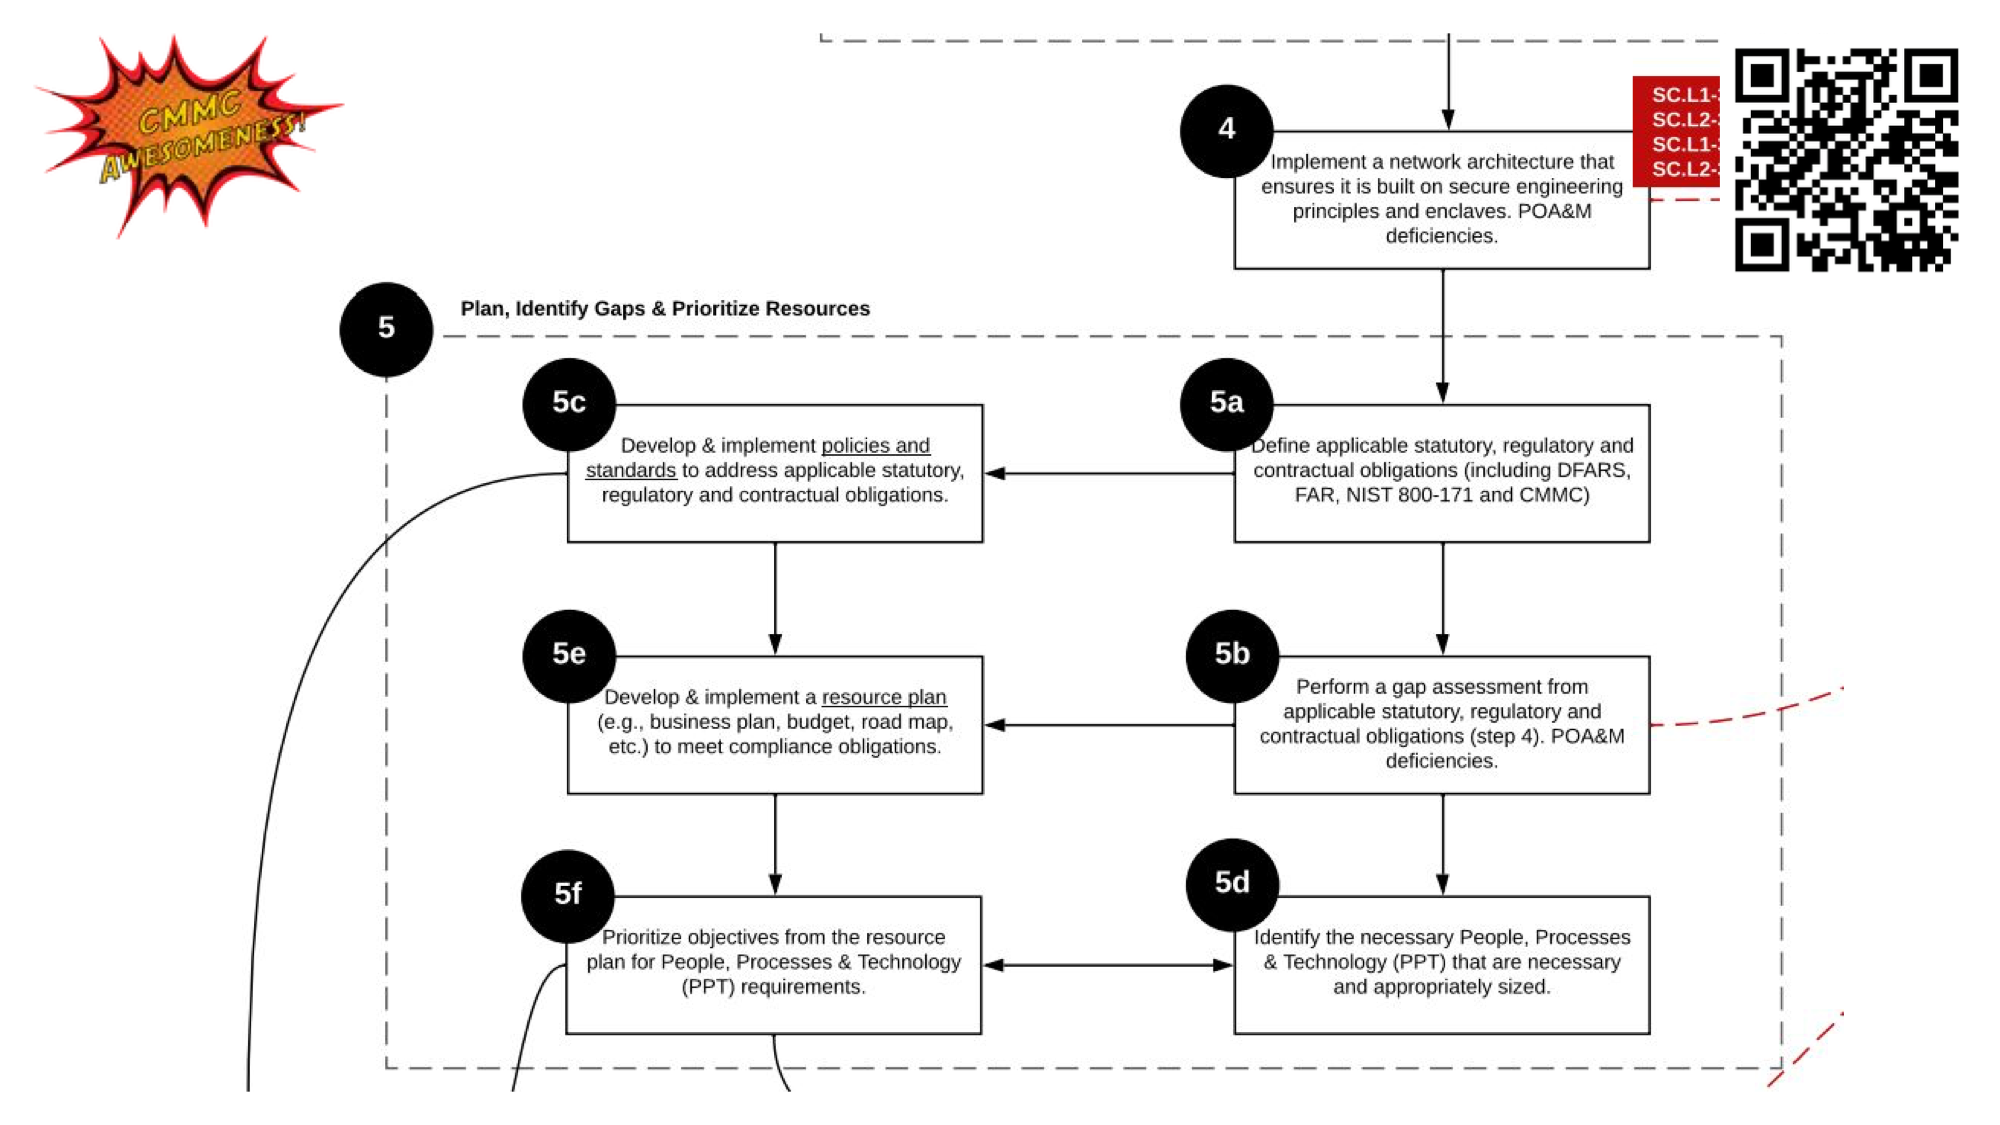 CMMC
AWESOMENESS!
4
Implement a network architecture that
ensures it is built on secure engineering
principles and enclaves. POA&M
deficiencies.
SC.L1-
SC.L2-
SC.L1-
SC.L2-
5
Plan, Identify Gaps & Prioritize Resources
5c
Develop & implement policies and
standards to address applicable statutory,
regulatory and contractual obligations.
5a
Define applicable statutory, regulatory and
contractual obligations (including DFARS,
FAR, NIST 800-171 and CMMC)
5e
Develop & implement a resource plan
(e.g., business plan, budget, road map,
etc.) to meet compliance obligations.
5b
Perform a gap assessment from
applicable statutory, regulatory and
contractual obligations (step 4). POA&M
deficiencies.
5f
Prioritize objectives from the resource
plan for People, Processes & Technology
(PPT) requirements.
5d
Identify the necessary People, Processes
& Technology (PPT) that are necessary
and appropriately sized.